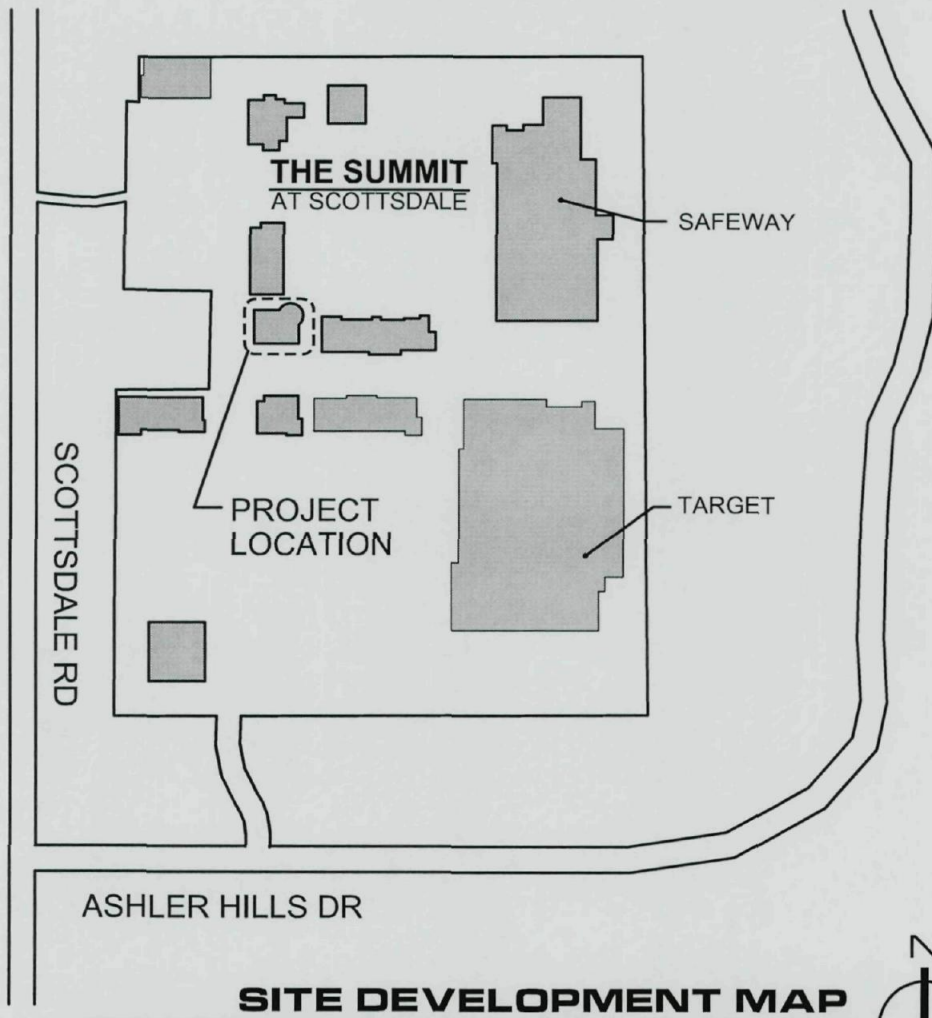 THE SUMMIT
AT SCOTTSDALE
SAFEWAY
SCOTTSDALE RD
PROJECT
LOCATION
TARGET
ASHLER HILLS DR
SITE DEVELOPMENT MAP
N